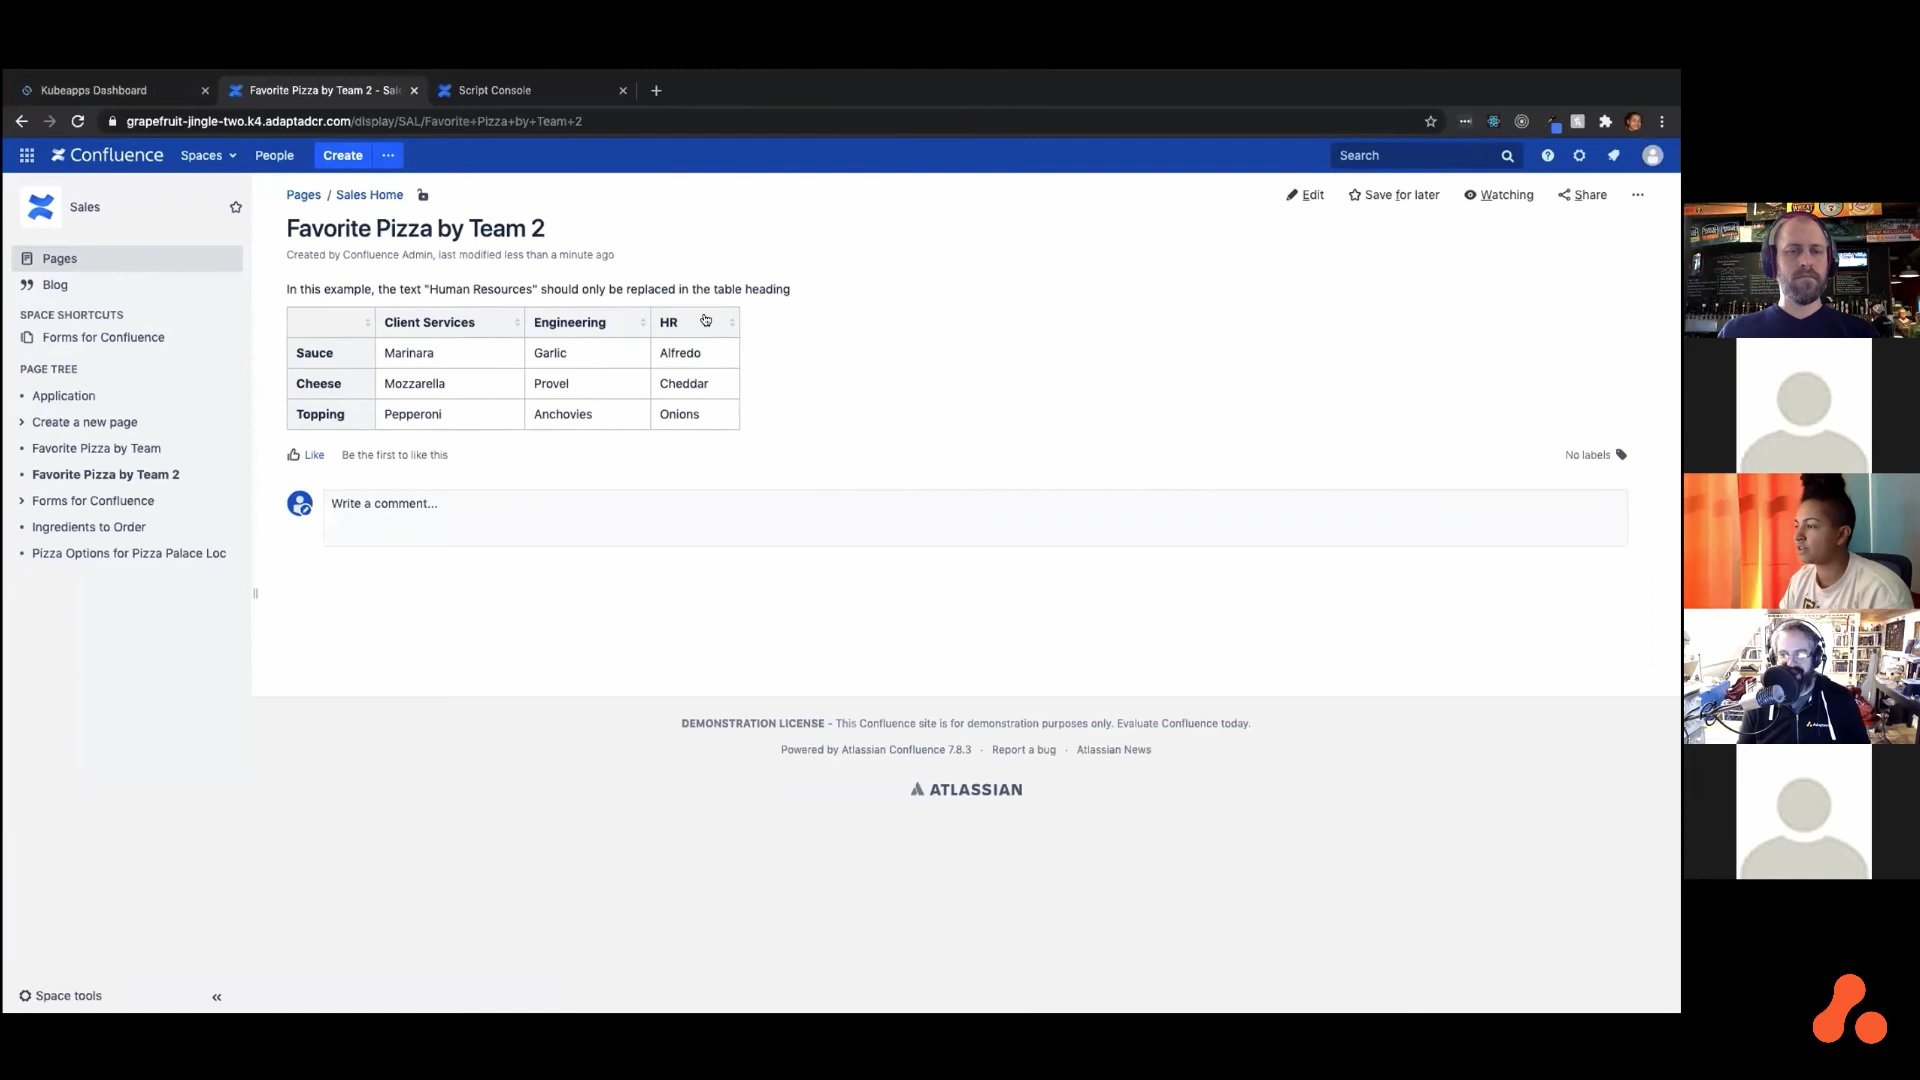 Kubeapps Dashboard
Favorite Pizza by Team 2 - Sal
Script Console
grapefruit-jingle-two.k4.adaptadcr.com/display/SAL/Favorite+Pizza+by+Team+2
Confluence
Spaces
People
Create
Search
Sales
Pages
Blog
SPACE SHORTCUTS
Forms for Confluence
PAGE TREE
Application
Create a new page
Favorite Pizza by Team
Favorite Pizza by Team 2
Forms for Confluence
Ingredients to Order
Pizza Options for Pizza Palace Loc
Space tools
Pages / Sales Home
Edit
Save for later
Watching
Share
Favorite Pizza by Team 2
Created by Confluence Admin, last modified less than a minute ago
In this example, the text "Human Resources" should only be replaced in the table heading
Client Services Engineering HR
Sauce Marinara Garlic Alfredo
Cheese Mozzarella Provel Cheddar
Topping Pepperoni Anchovies Onions
Like
Be the first to like this
No labels
Write a comment...
DEMONSTRATION LICENSE - This Confluence site is for demonstration purposes only. Evaluate Confluence today.
Powered by Atlassian Confluence 7.8.3 · Report a bug · Atlassian News
ATLASSIAN